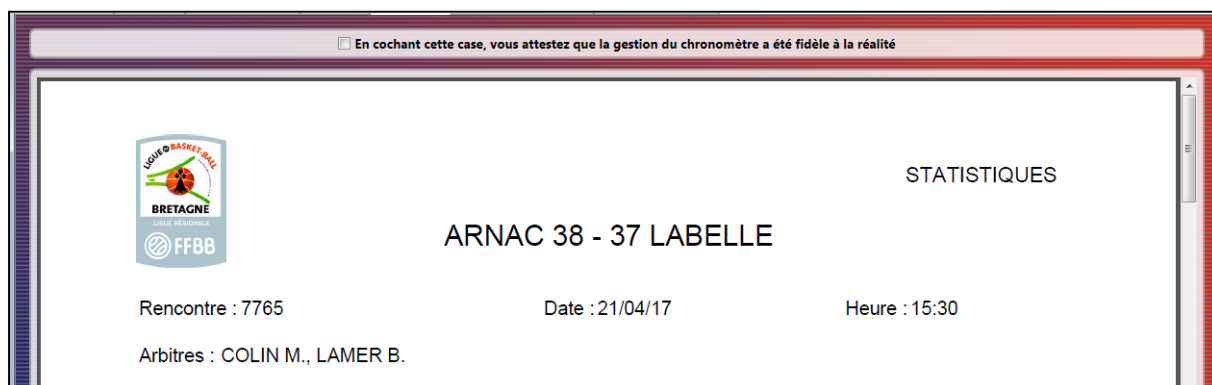 En cochant cette case, vous attestez que la gestion du chronomètre a été fidèle à la réalité
LIGUE DE BASKET-BALL
BRETAGNE
LIGUE RÉGIONALE
FFBB
STATISTIQUES
ARNAC 38 - 37 LABELLE
Rencontre : 7765
Date : 21/04/17
Heure : 15:30
Arbitres : COLIN M., LAMER B.